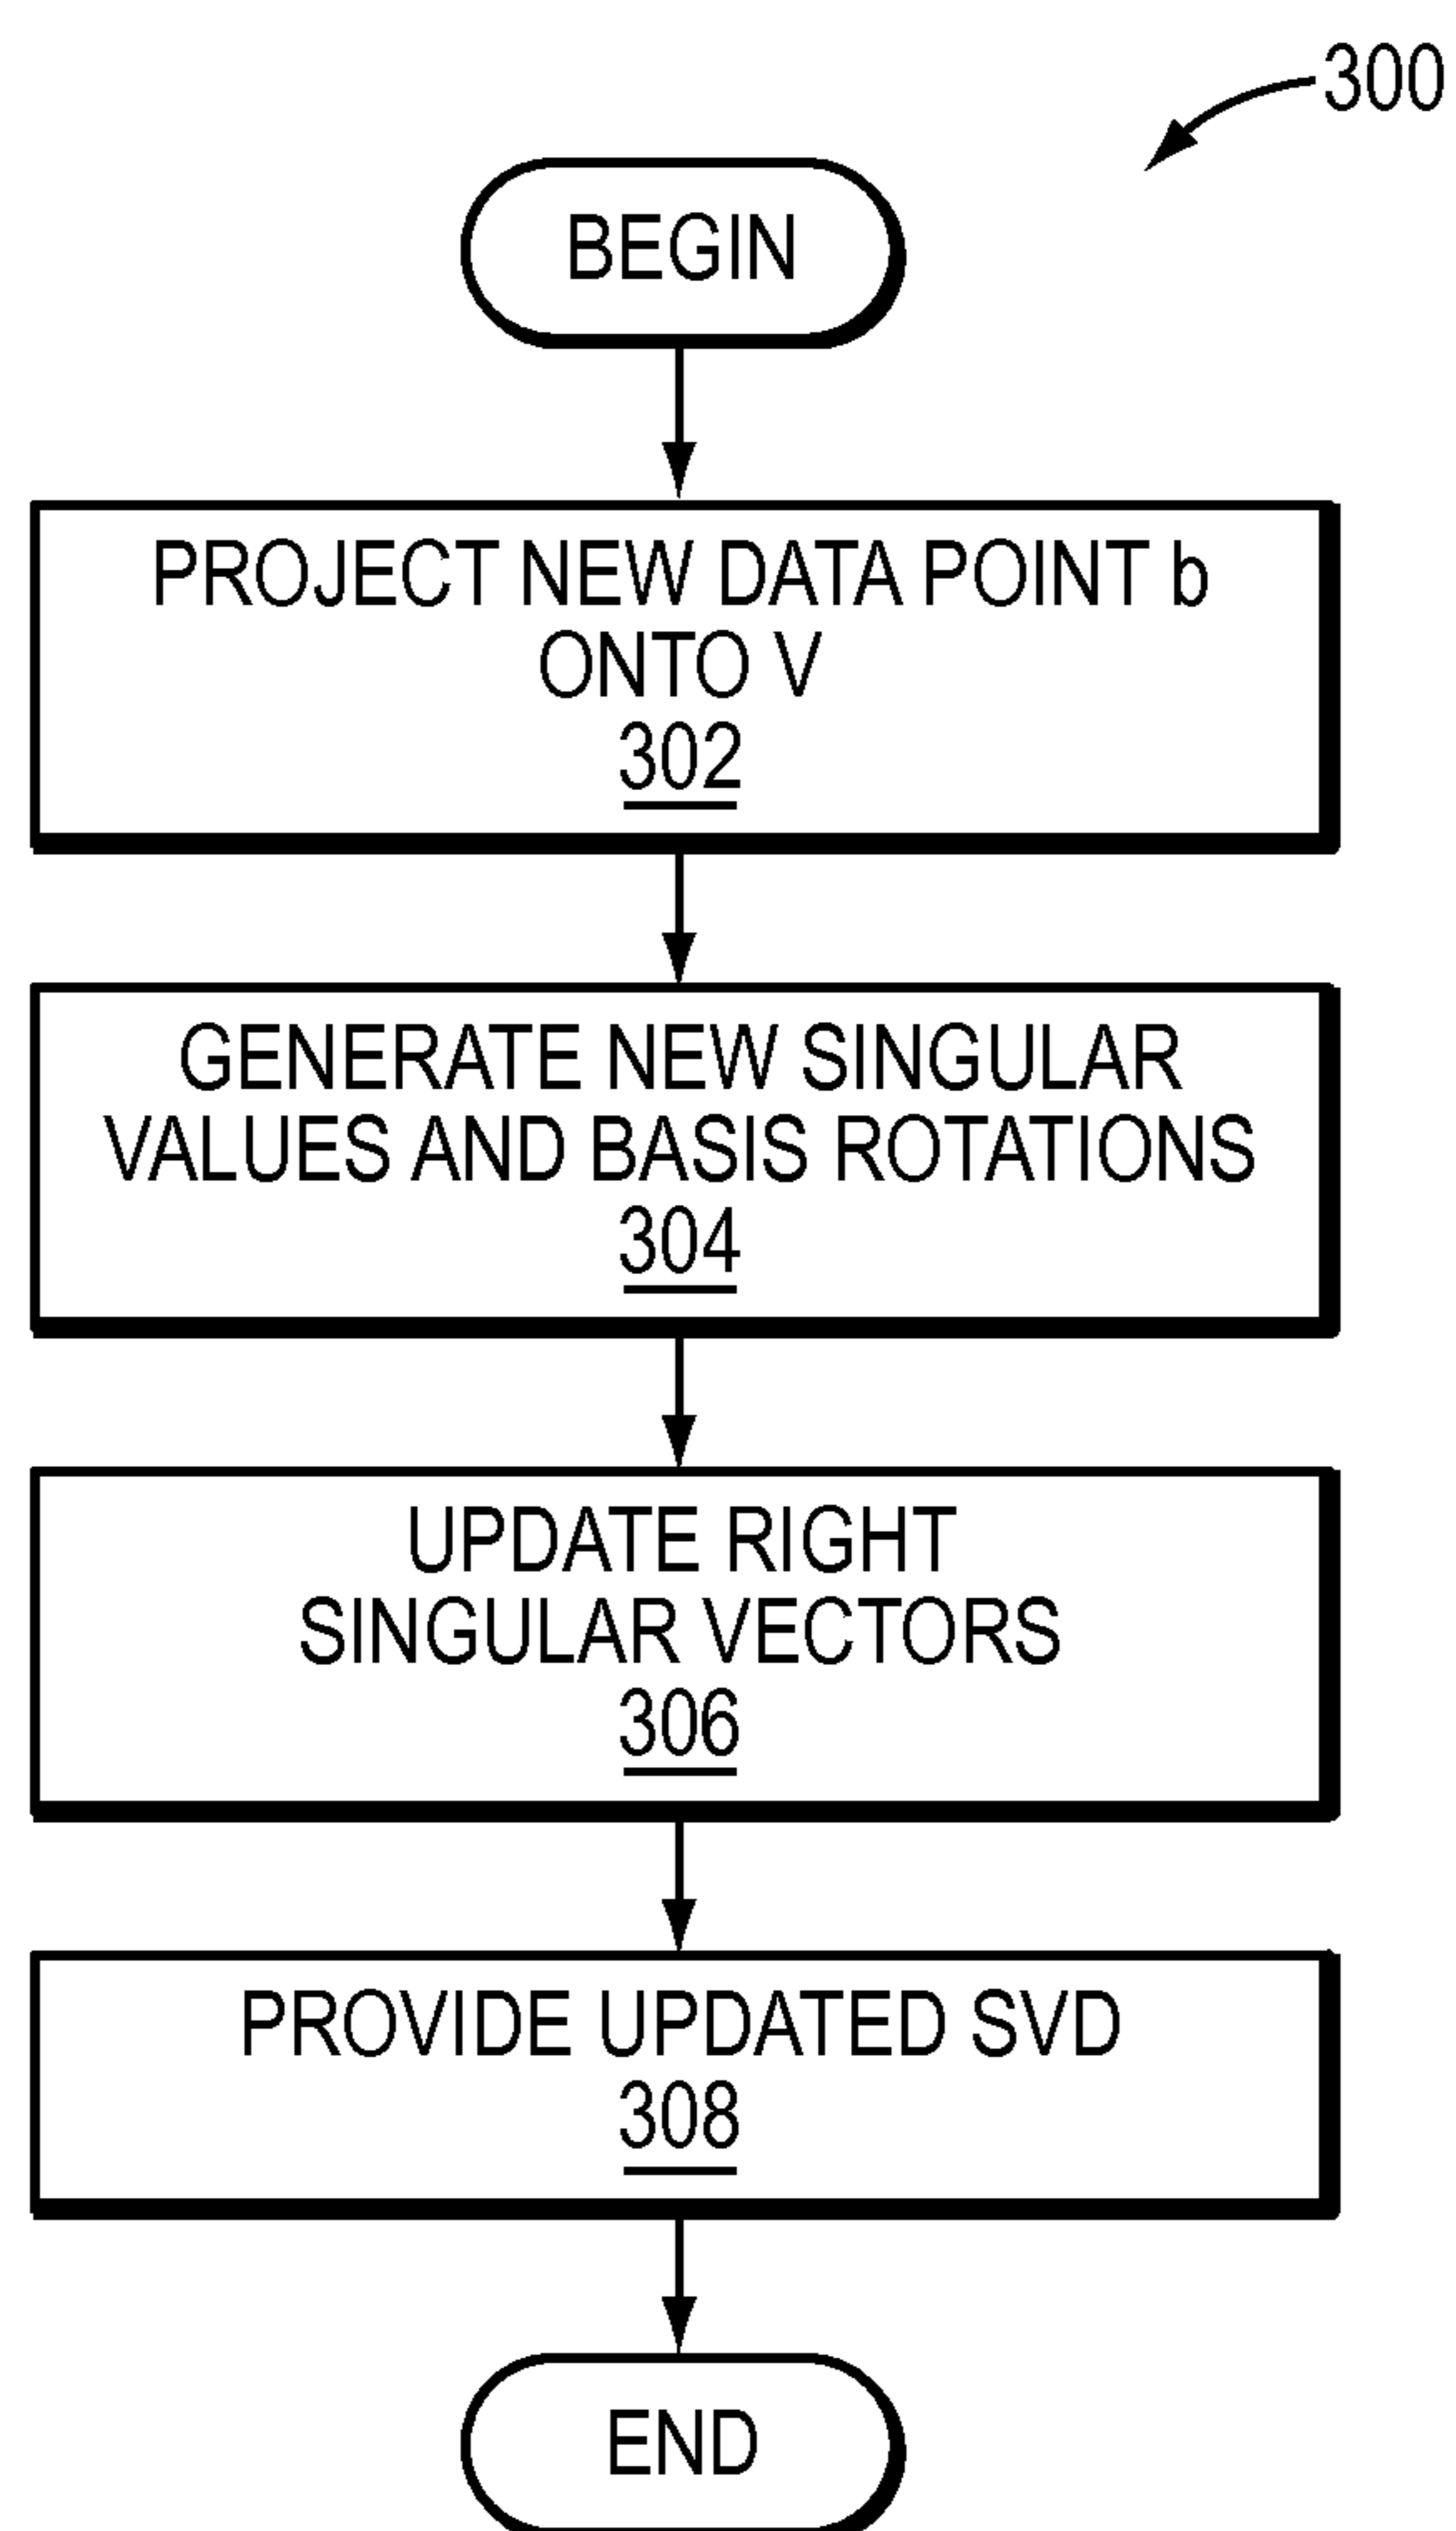 300
BEGIN
PROJECT NEW DATA POINT b
ONTO V
302
GENERATE NEW SINGULAR
VALUES AND BASIS ROTATIONS
304
UPDATE RIGHT
SINGULAR VECTORS
306
PROVIDE UPDATED SVD
308
END